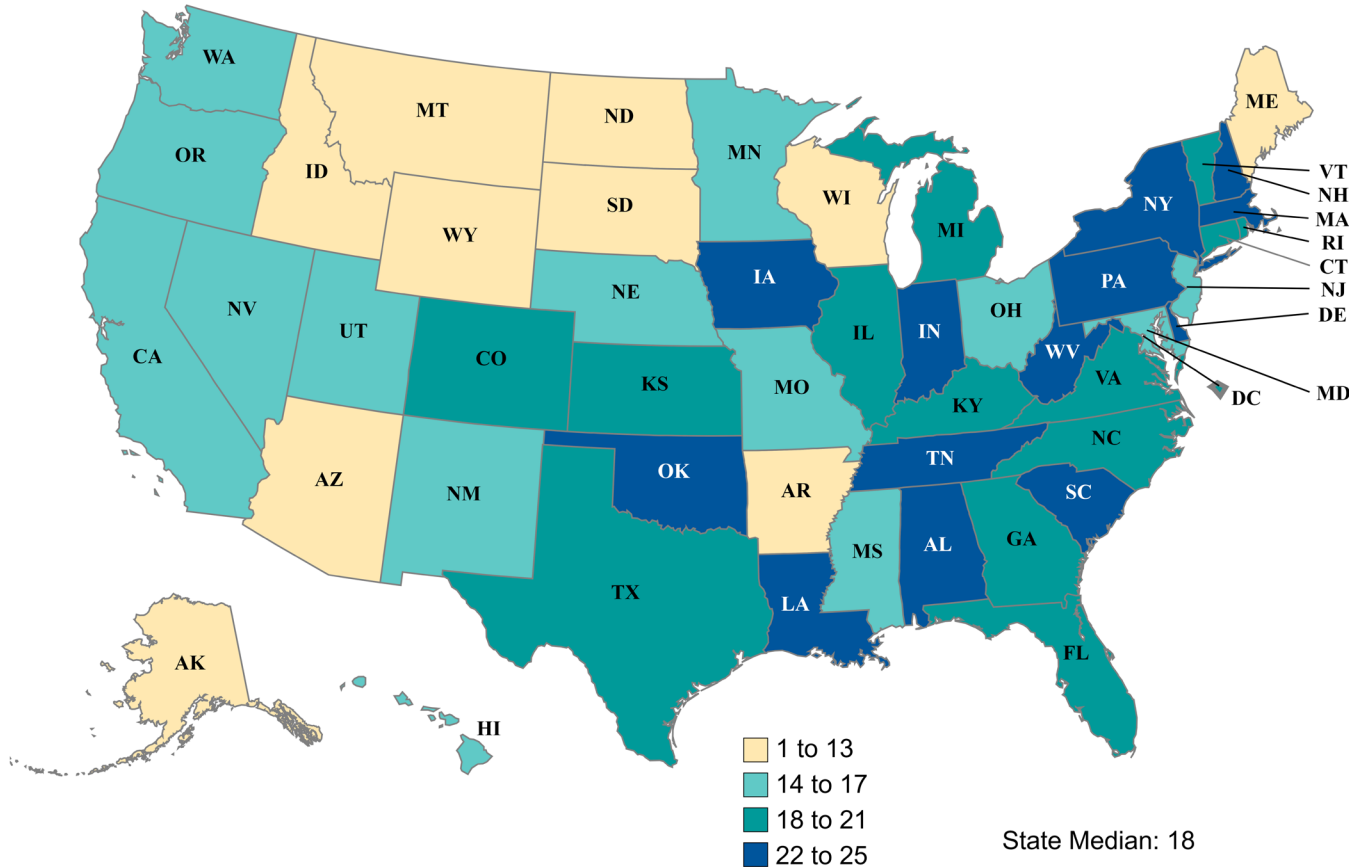 WA
MT
ND
ME
OR
ID
MN
VT
NH
SD
WI
NY
MA
WY
MI
RI
CT
IA
PA
NJ
NE
OH
DE
NV
IL
IN
UT
CA
CO
WV
KS
MO
VA
MD
DC
KY
NC
TN
OK
AZ
AR
NM
SC
GA
AL
MS
TX
LA
FL
AK
HI
1 to 13
14 to 17
18 to 21
22 to 25
State Median: 18